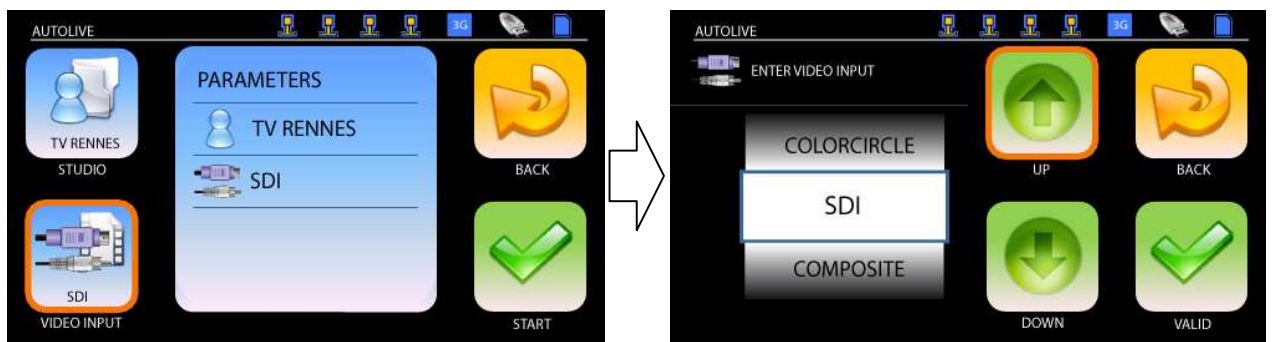 AUTOLIVE
3G
TV RENNES
STUDIO
SDI
VIDEO INPUT
PARAMETERS
TV RENNES
SDI
BACK
START
AUTOLIVE
3G
ENTER VIDEO INPUT
COLORCIRCLE
SDI
COMPOSITE
UP
BACK
DOWN
VALID